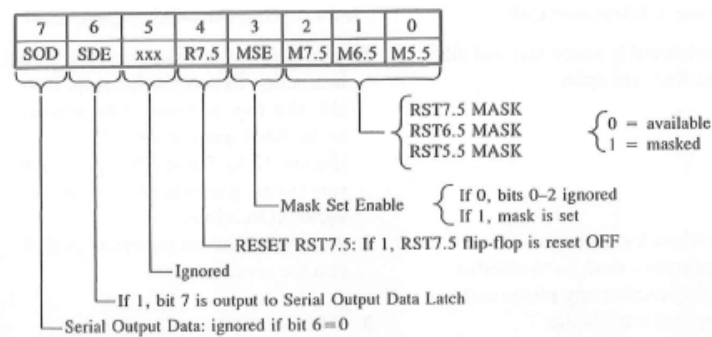 7 6 5 4 3 2 1 0
SOD SDE xxx R7.5 MSE M7.5 M6.5 M5.5
RST7.5 MASK
RST6.5 MASK
RST5.5 MASK
0 = available
1 = masked
Mask Set Enable
If 0, bits 0–2 ignored
If 1, mask is set
RESET RST7.5: If 1, RST7.5 flip-flop is reset OFF
Ignored
If 1, bit 7 is output to Serial Output Data Latch
Serial Output Data: ignored if bit 6=0